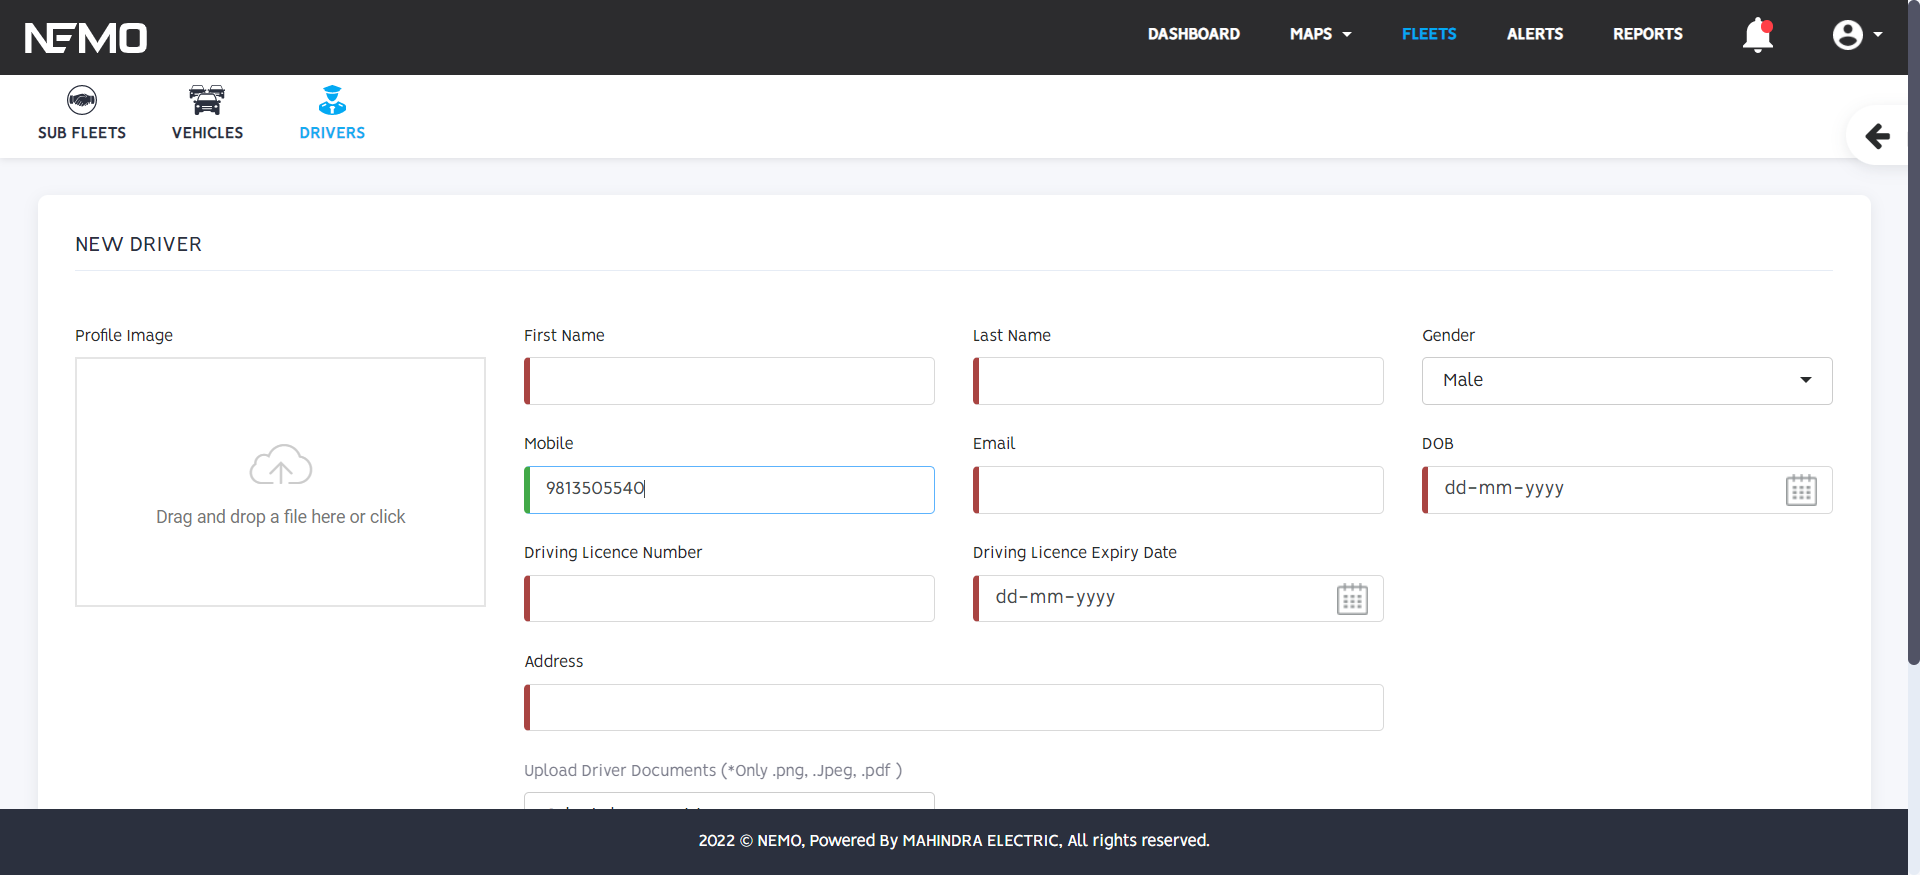 NEMO
DASHBOARD
MAPS
FLEETS
ALERTS
REPORTS
SUB FLEETS
VEHICLES
DRIVERS
NEW DRIVER
Profile Image
First Name
Last Name
Gender
Male
Mobile
Email
DOB
9813505540
dd-mm-yyyy
Drag and drop a file here or click
Driving Licence Number
Driving Licence Expiry Date
dd-mm-yyyy
Address
Upload Driver Documents (*Only .png, .Jpeg, .pdf )
2022 © NEMO, Powered By MAHINDRA ELECTRIC, All rights reserved.